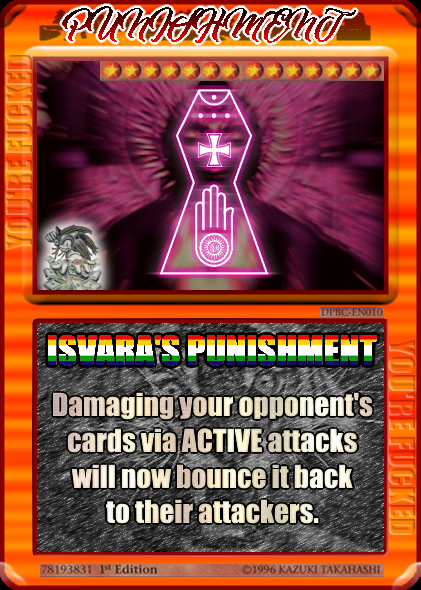 PUNISHMENT
YOU'RE FUCKED
DPBC-EN010
ISVARA'S PUNISHMENT
Damaging your opponent's
cards via ACTIVE attacks
will now bounce it back
to their attackers.
YOU'RE FUCKED
78193831 1st Edition ©1996 KAZUKI TAKAHASHI